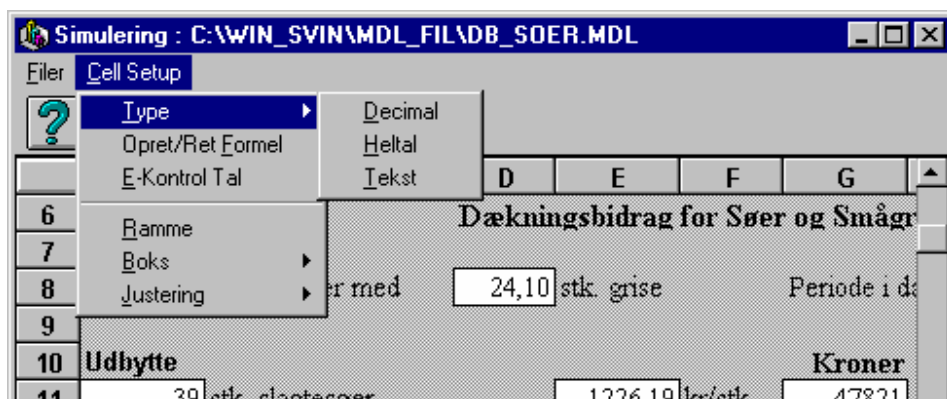 Simulering : C:\WIN_SVIN\MDL_FIL\DB_SOER.MDL
Filer Cell Setup
Type Decimal
Opret/Ret Formel Heltal
E-Kontrol Tal Tekst
D E F G
Ramme
Boks
Justering
6 Dækningsbidrag for Søer og Smågr
7
8 er med 24,10 stk. grise Periode i da
9
10 Udbytte Kroner
11 39 stk. slagtesøer 1226,19 kr/stk 47821